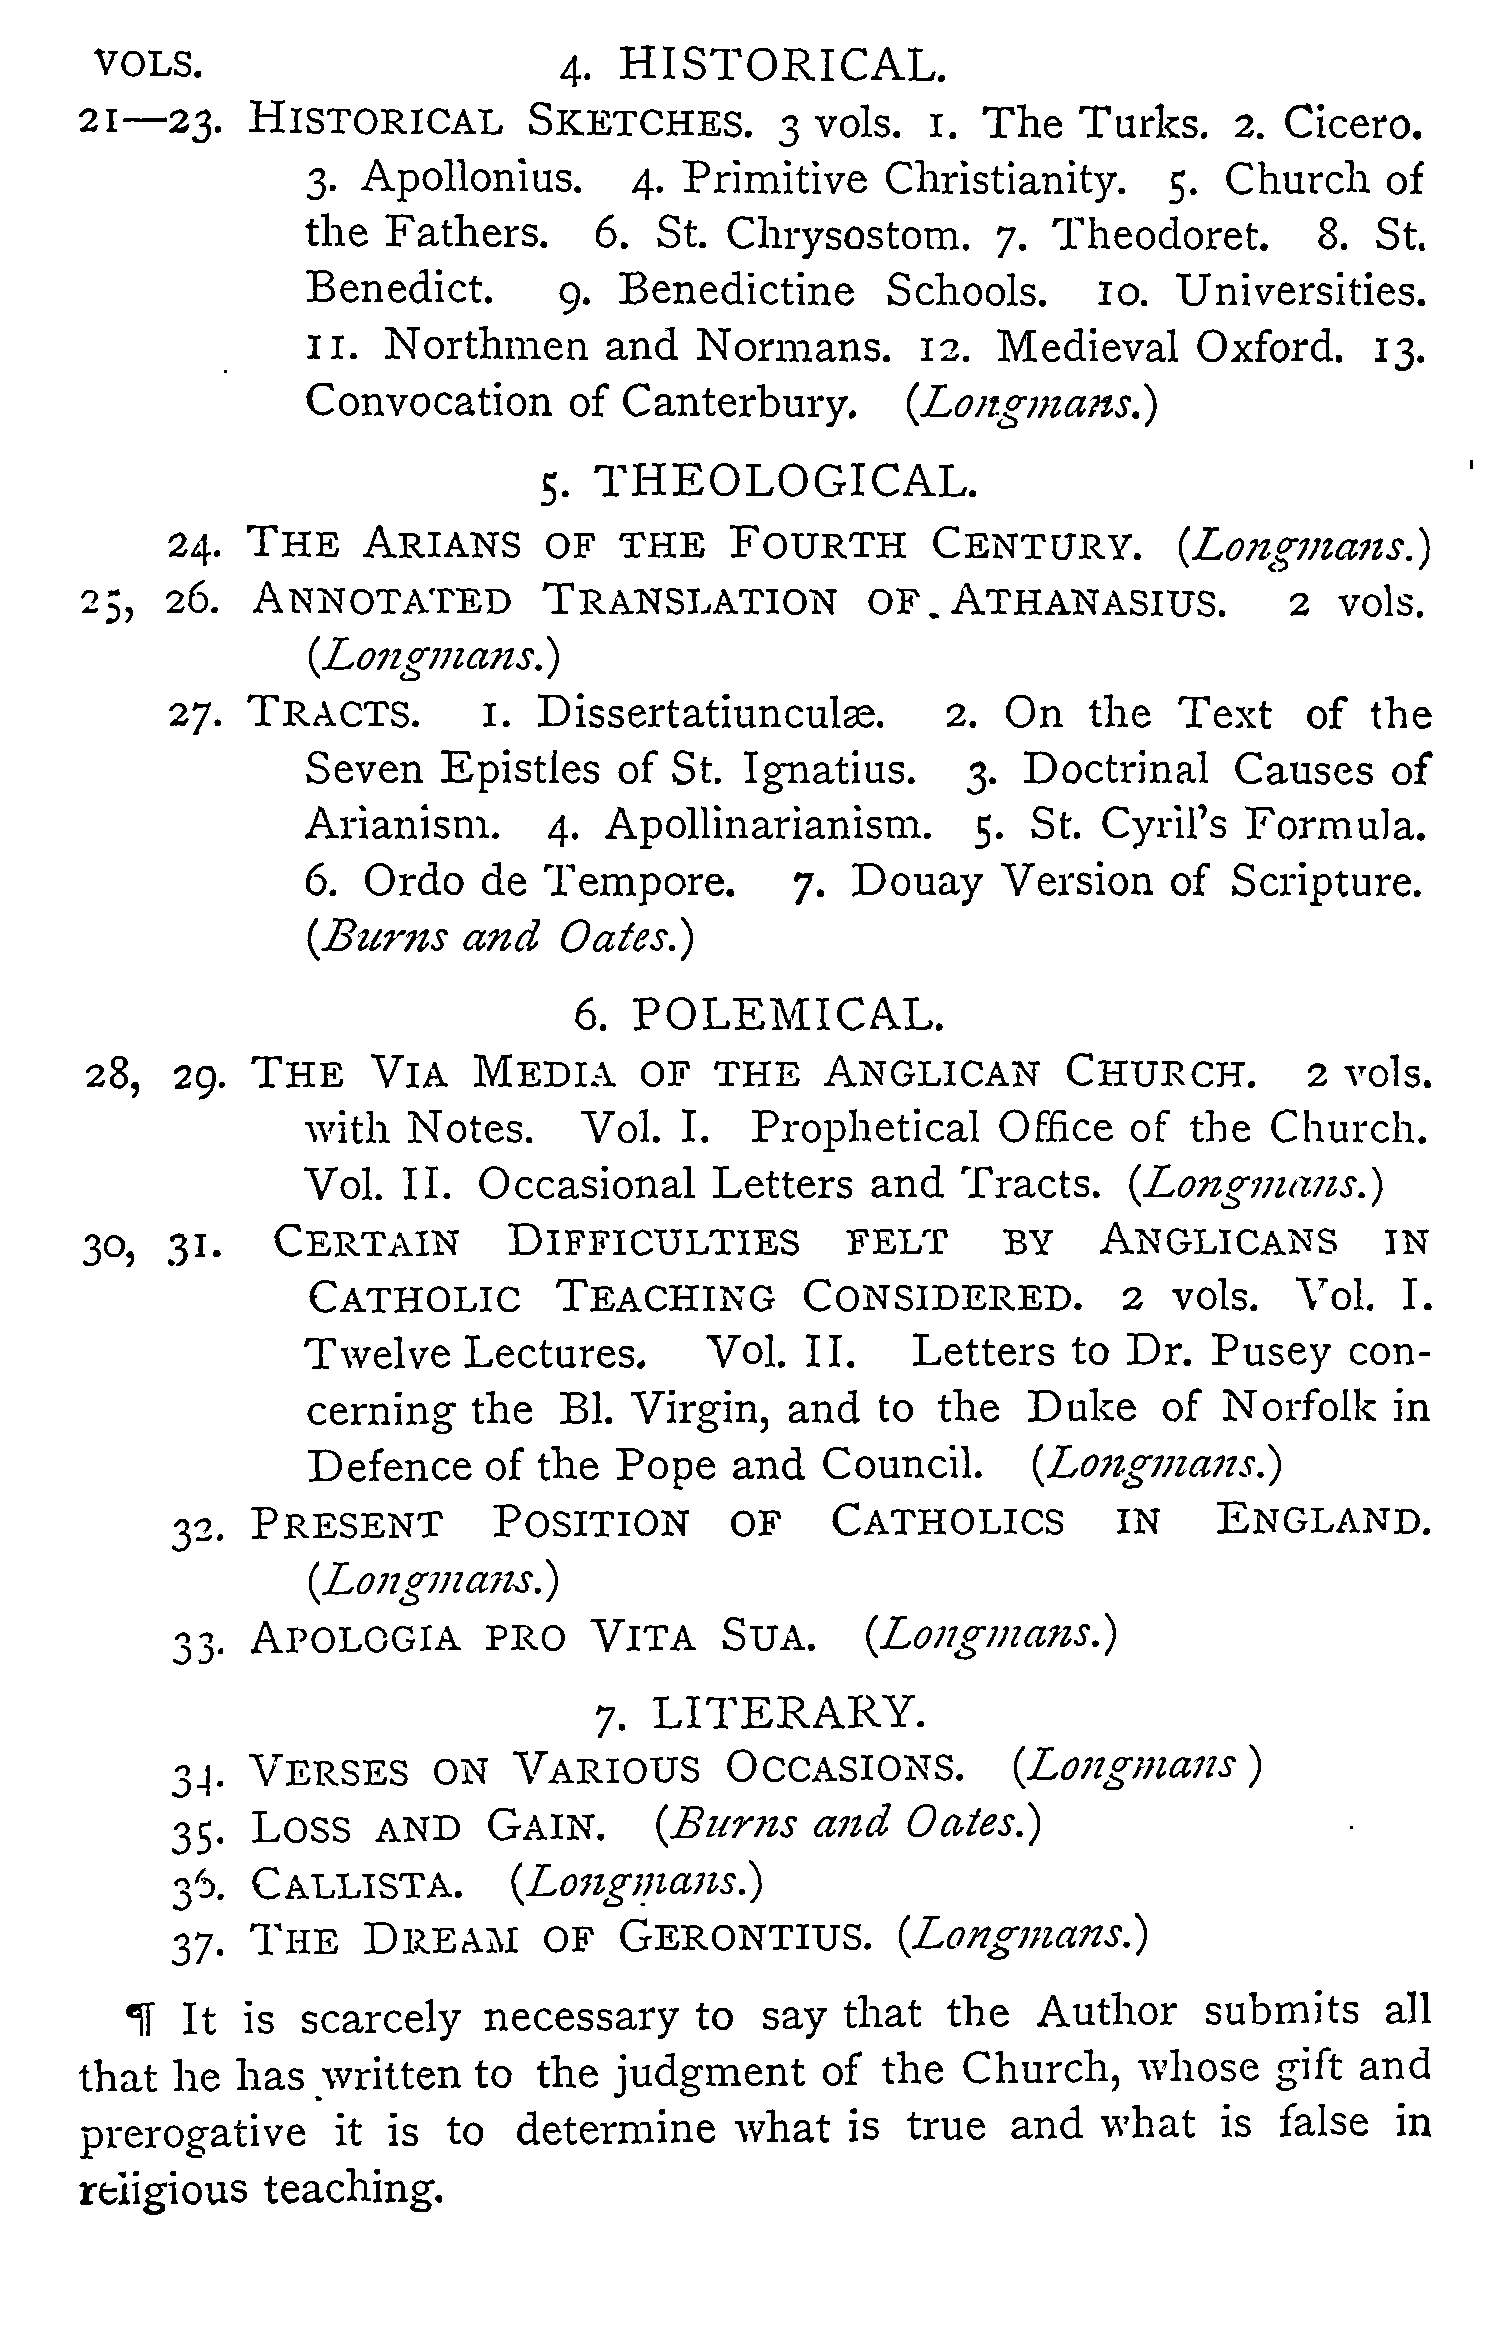 VOLS. 4. HISTORICAL.
21—23. HISTORICAL SKETCHES. 3 vols. 1. The Turks. 2. Cicero.
3. Apollonius. 4. Primitive Christianity. 5. Church of
the Fathers. 6. St. Chrysostom. 7. Theodoret. 8. St.
Benedict. 9. Benedictine Schools. 10. Universities.
11. Northmen and Normans. 12. Medieval Oxford. 13.
Convocation of Canterbury. (Longmans.)
5. THEOLOGICAL.
24. THE ARIANS OF THE FOURTH CENTURY. (Longmans.)
25, 26. ANNOTATED TRANSLATION OF ATHANASIUS. 2 vols.
(Longmans.)
27. TRACTS. 1. Dissertatiunculæ. 2. On the Text of the
Seven Epistles of St. Ignatius. 3. Doctrinal Causes of
Arianism. 4. Apollinarianism. 5. St. Cyril's Formula.
6. Ordo de Tempore. 7. Douay Version of Scripture.
(Burns and Oates.)
6. POLEMICAL.
28, 29. THE VIA MEDIA OF THE ANGLICAN CHURCH. 2 vols.
with Notes. Vol. I. Prophetical Office of the Church.
Vol. II. Occasional Letters and Tracts. (Longmans.)
30, 31. CERTAIN DIFFICULTIES FELT BY ANGLICANS IN
CATHOLIC TEACHING CONSIDERED. 2 vols. Vol. I.
Twelve Lectures. Vol. II. Letters to Dr. Pusey con-
cerning the Bl. Virgin, and to the Duke of Norfolk in
Defence of the Pope and Council. (Longmans.)
32. PRESENT POSITION OF CATHOLICS IN ENGLAND.
(Longmans.)
33. APOLOGIA PRO VITA SUA. (Longmans.)
7. LITERARY.
34. VERSES ON VARIOUS OCCASIONS. (Longmans )
35. LOSS AND GAIN. (Burns and Oates.)
36. CALLISTA. (Longmans.)
37. THE DREAM OF GERONTIUS. (Longmans.)
¶ It is scarcely necessary to say that the Author submits all
that he has written to the judgment of the Church, whose gift and
prerogative it is to determine what is true and what is false in
religious teaching.